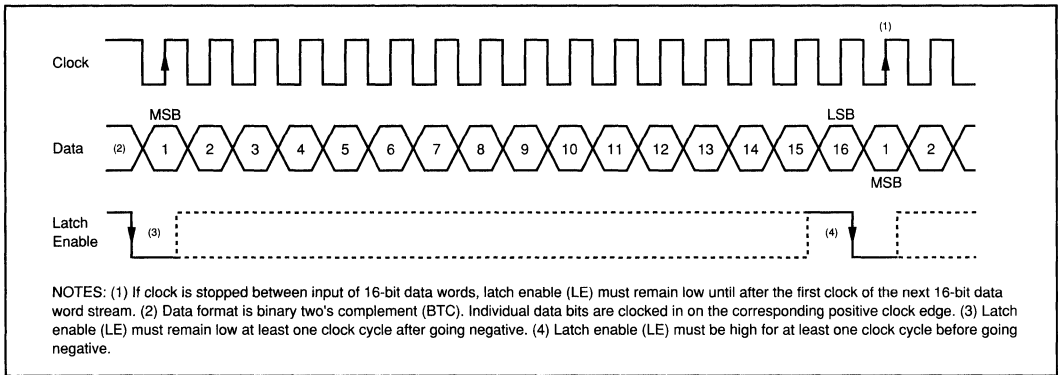 (1)
Clock
MSB LSB
Data (2) 1 2 3 4 5 6 7 8 9 10 11 12 13 14 15 16 1 2
MSB
Latch
Enable
(3) (4)
NOTES: (1) If clock is stopped between input of 16-bit data words, latch enable (LE) must remain low until after the first clock of the next 16-bit data
word stream. (2) Data format is binary two's complement (BTC). Individual data bits are clocked in on the corresponding positive clock edge. (3) Latch
enable (LE) must remain low at least one clock cycle after going negative. (4) Latch enable (LE) must be high for at least one clock cycle before going
negative.